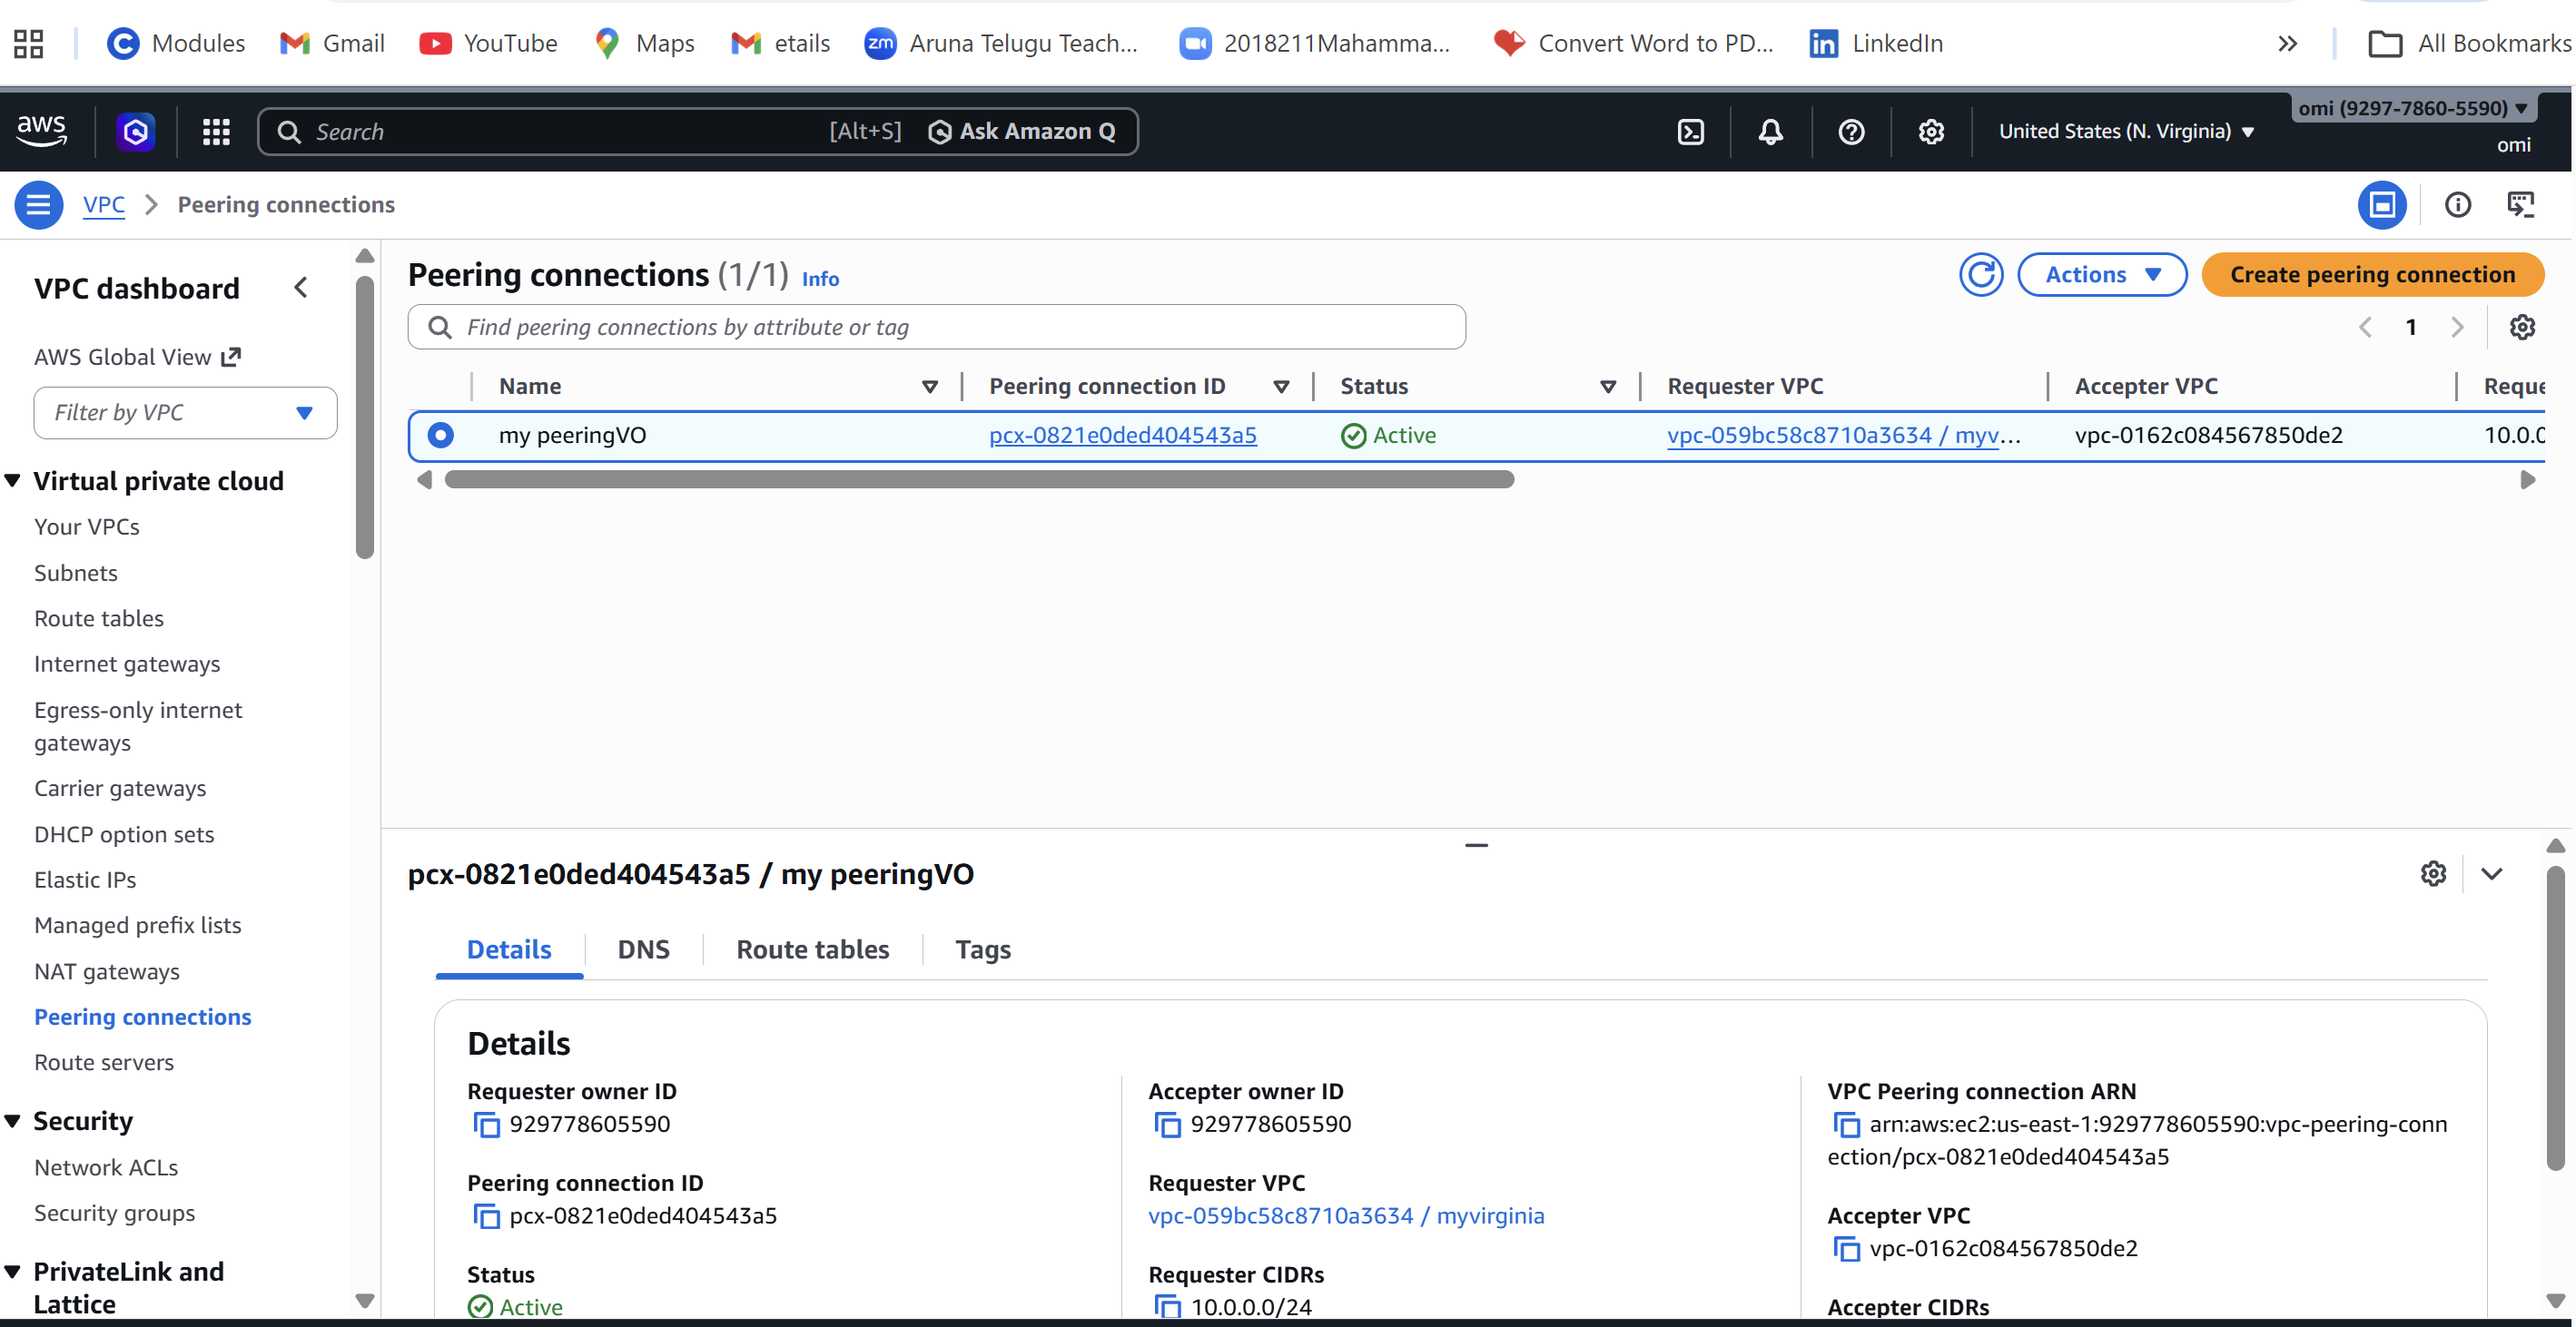 Modules
Gmail
YouTube
Maps
etails
Aruna Telugu Teach...
2018211Mahamma...
Convert Word to PD...
LinkedIn
All Bookmarks
aws
Search
[Alt+S]
Ask Amazon Q
United States (N. Virginia)
omi (9297-7860-5590)
omi
VPC
Peering connections
VPC dashboard
AWS Global View
Filter by VPC
Virtual private cloud
Your VPCs
Subnets
Route tables
Internet gateways
Egress-only internet
gateways
Carrier gateways
DHCP option sets
Elastic IPs
Managed prefix lists
NAT gateways
Peering connections
Route servers
Security
Network ACLs
Security groups
PrivateLink and
Lattice
Peering connections (1/1) Info
Actions
Create peering connection
Find peering connections by attribute or tag
1
Name
Peering connection ID
Status
Requester VPC
Accepter VPC
Reque
my peeringVO
pcx-0821e0ded404543a5
Active
vpc-059bc58c8710a3634 / myv...
vpc-0162c084567850de2
10.0.0
pcx-0821e0ded404543a5 / my peeringVO
Details
DNS
Route tables
Tags
Details
Requester owner ID
929778605590
Peering connection ID
pcx-0821e0ded404543a5
Status
Active
Accepter owner ID
929778605590
Requester VPC
vpc-059bc58c8710a3634 / myvirginia
Requester CIDRs
10.0.0.0/24
VPC Peering connection ARN
arn:aws:ec2:us-east-1:929778605590:vpc-peering-conn
ection/pcx-0821e0ded404543a5
Accepter VPC
vpc-0162c084567850de2
Accepter CIDRs